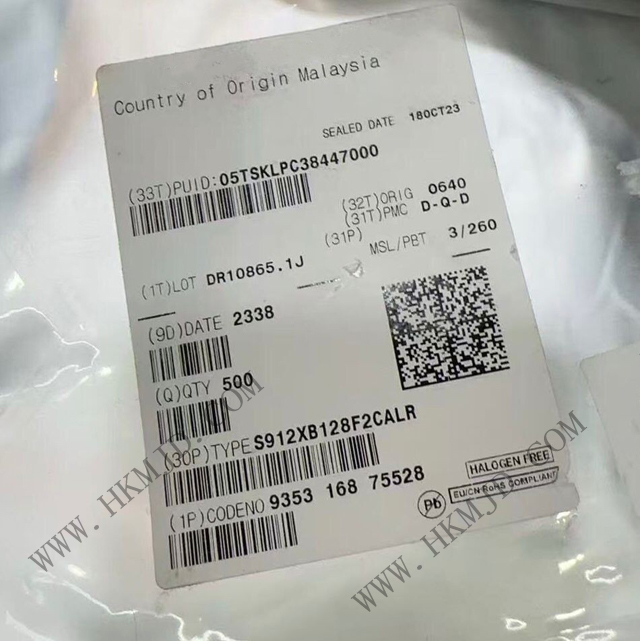 Country of Origin Malaysia
SEALED DATE 18OCT23
(33T)PUID:05TSKLPC38447000
(32T)ORIG 0640
(31T)PMC D-Q-D
(31P)
MSL/PBT 3/260
(1T)LOT DR10865.1J
(9D)DATE 2338
(Q)QTY 500
(30P)TYPE S912XB128F2CALR
HALOGEN FREE
(1P)CODENO 9353 168 75528
Pb
EU/CN RoHS COMPLIANT
WWW.HKMJD.COM
WWW.HKMJD.COM